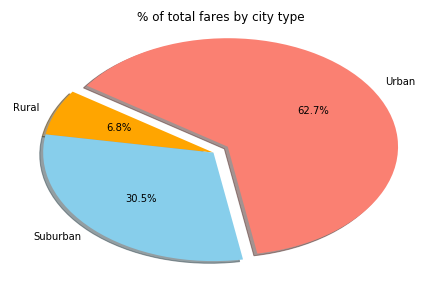 % of total fares by city type
Urban
62.7%
Rural
6.8%
30.5%
Suburban